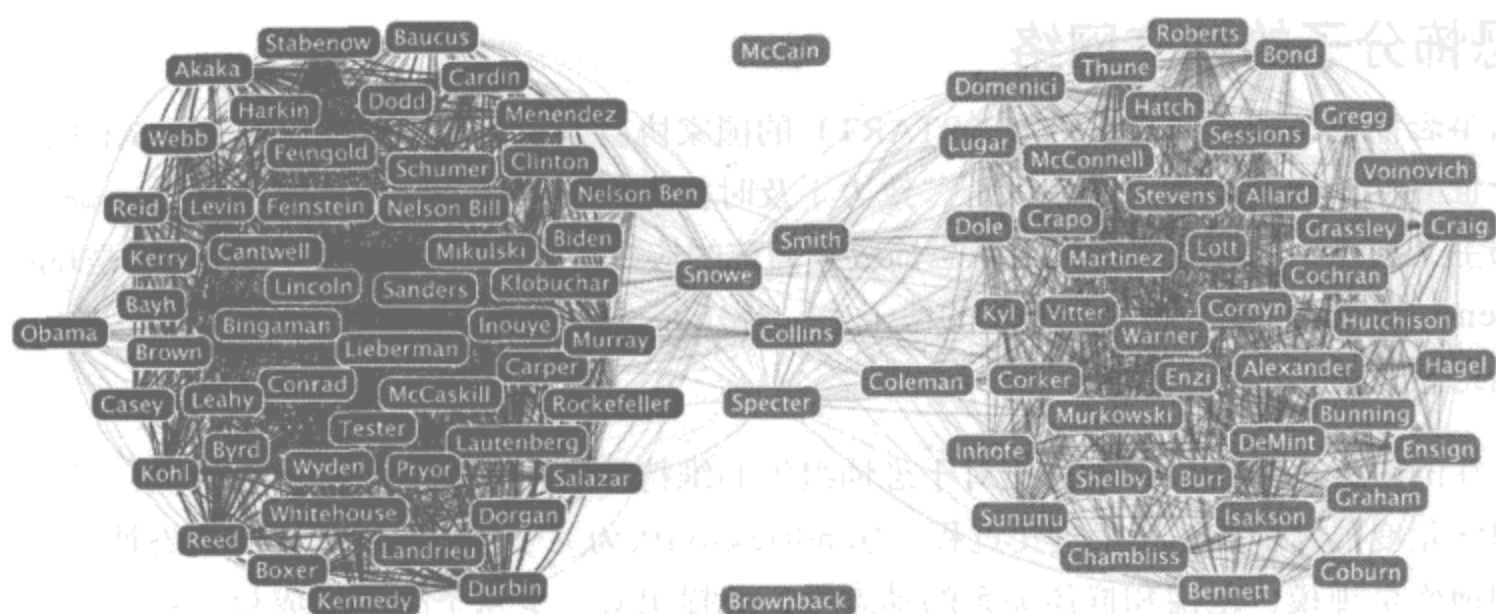 Stabenow
Baucus
McCain
Roberts
Bond
Akaka
Cardin
Thune
Domenici
Harkin
Dodd
Menendez
Hatch
Gregg
Webb
Sessions
Lugar
Feingold
Schumer
Clinton
McConnell
Voinovich
Nelson Ben
Stevens
Allard
Reid
Levin
Feinstein
Nelson Bill
Biden
Smith
Dole
Crapo
Grassley
Craig
Kerry
Cantwell
Mikulski
Snowe
Martinez
Lott
Cochran
Bayh
Lincoln
Sanders
Klobuchar
Kyl
Vitter
Cornyn
Hutchison
Obama
Bingaman
Inouye
Murray
Collins
Warner
Brown
Lieberman
Carper
Coleman
Corker
Enzi
Alexander
Hagel
Casey
Leahy
Conrad
McCaskill
Rockefeller
Specter
Murkowski
Bunning
Tester
Lautenberg
Byrd
Inhofe
DeMint
Ensign
Kohl
Wyden
Pryor
Salazar
Shelby
Burr
Graham
Whitehouse
Dorgan
Sununu
Isakson
Reed
Landrieu
Chambliss
Boxer
Durbin
Bennett
Coburn
Kennedy
Brownback